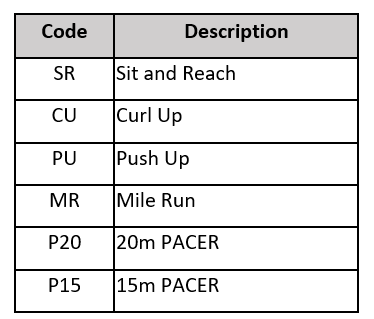 Code Description
SR Sit and Reach
CU Curl Up
PU Push Up
MR Mile Run
P20 20m PACER
P15 15m PACER